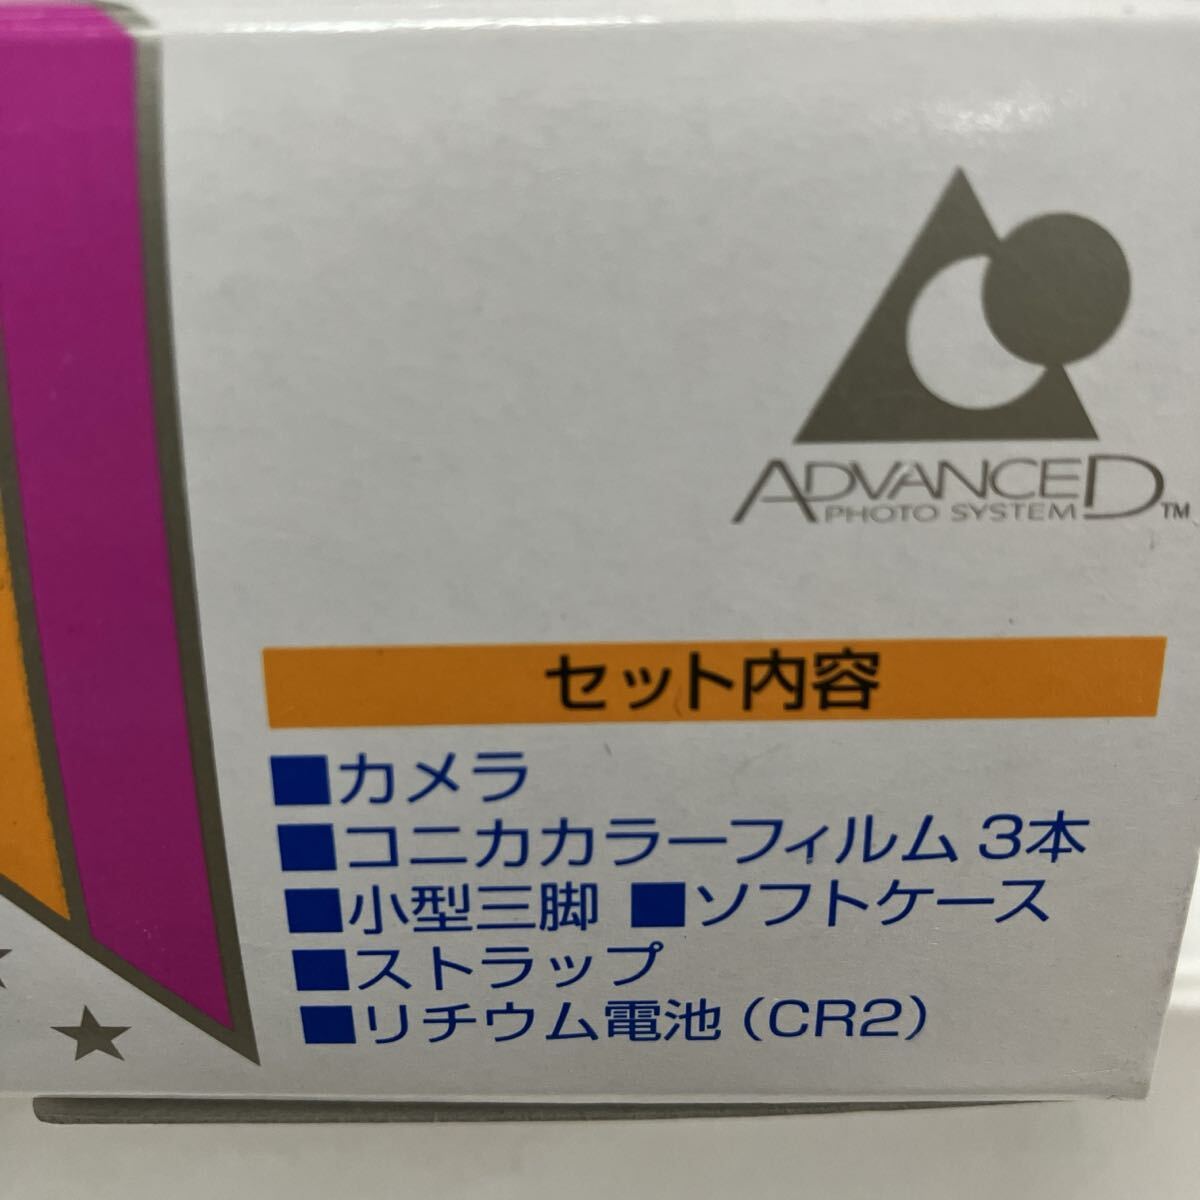 ADVANCED™
PHOTO SYSTEM
セット内容
■カメラ
■コニカカラーフィルム3本
■小型三脚 ■ソフトケース
■ストラップ
■リチウム電池(CR2)